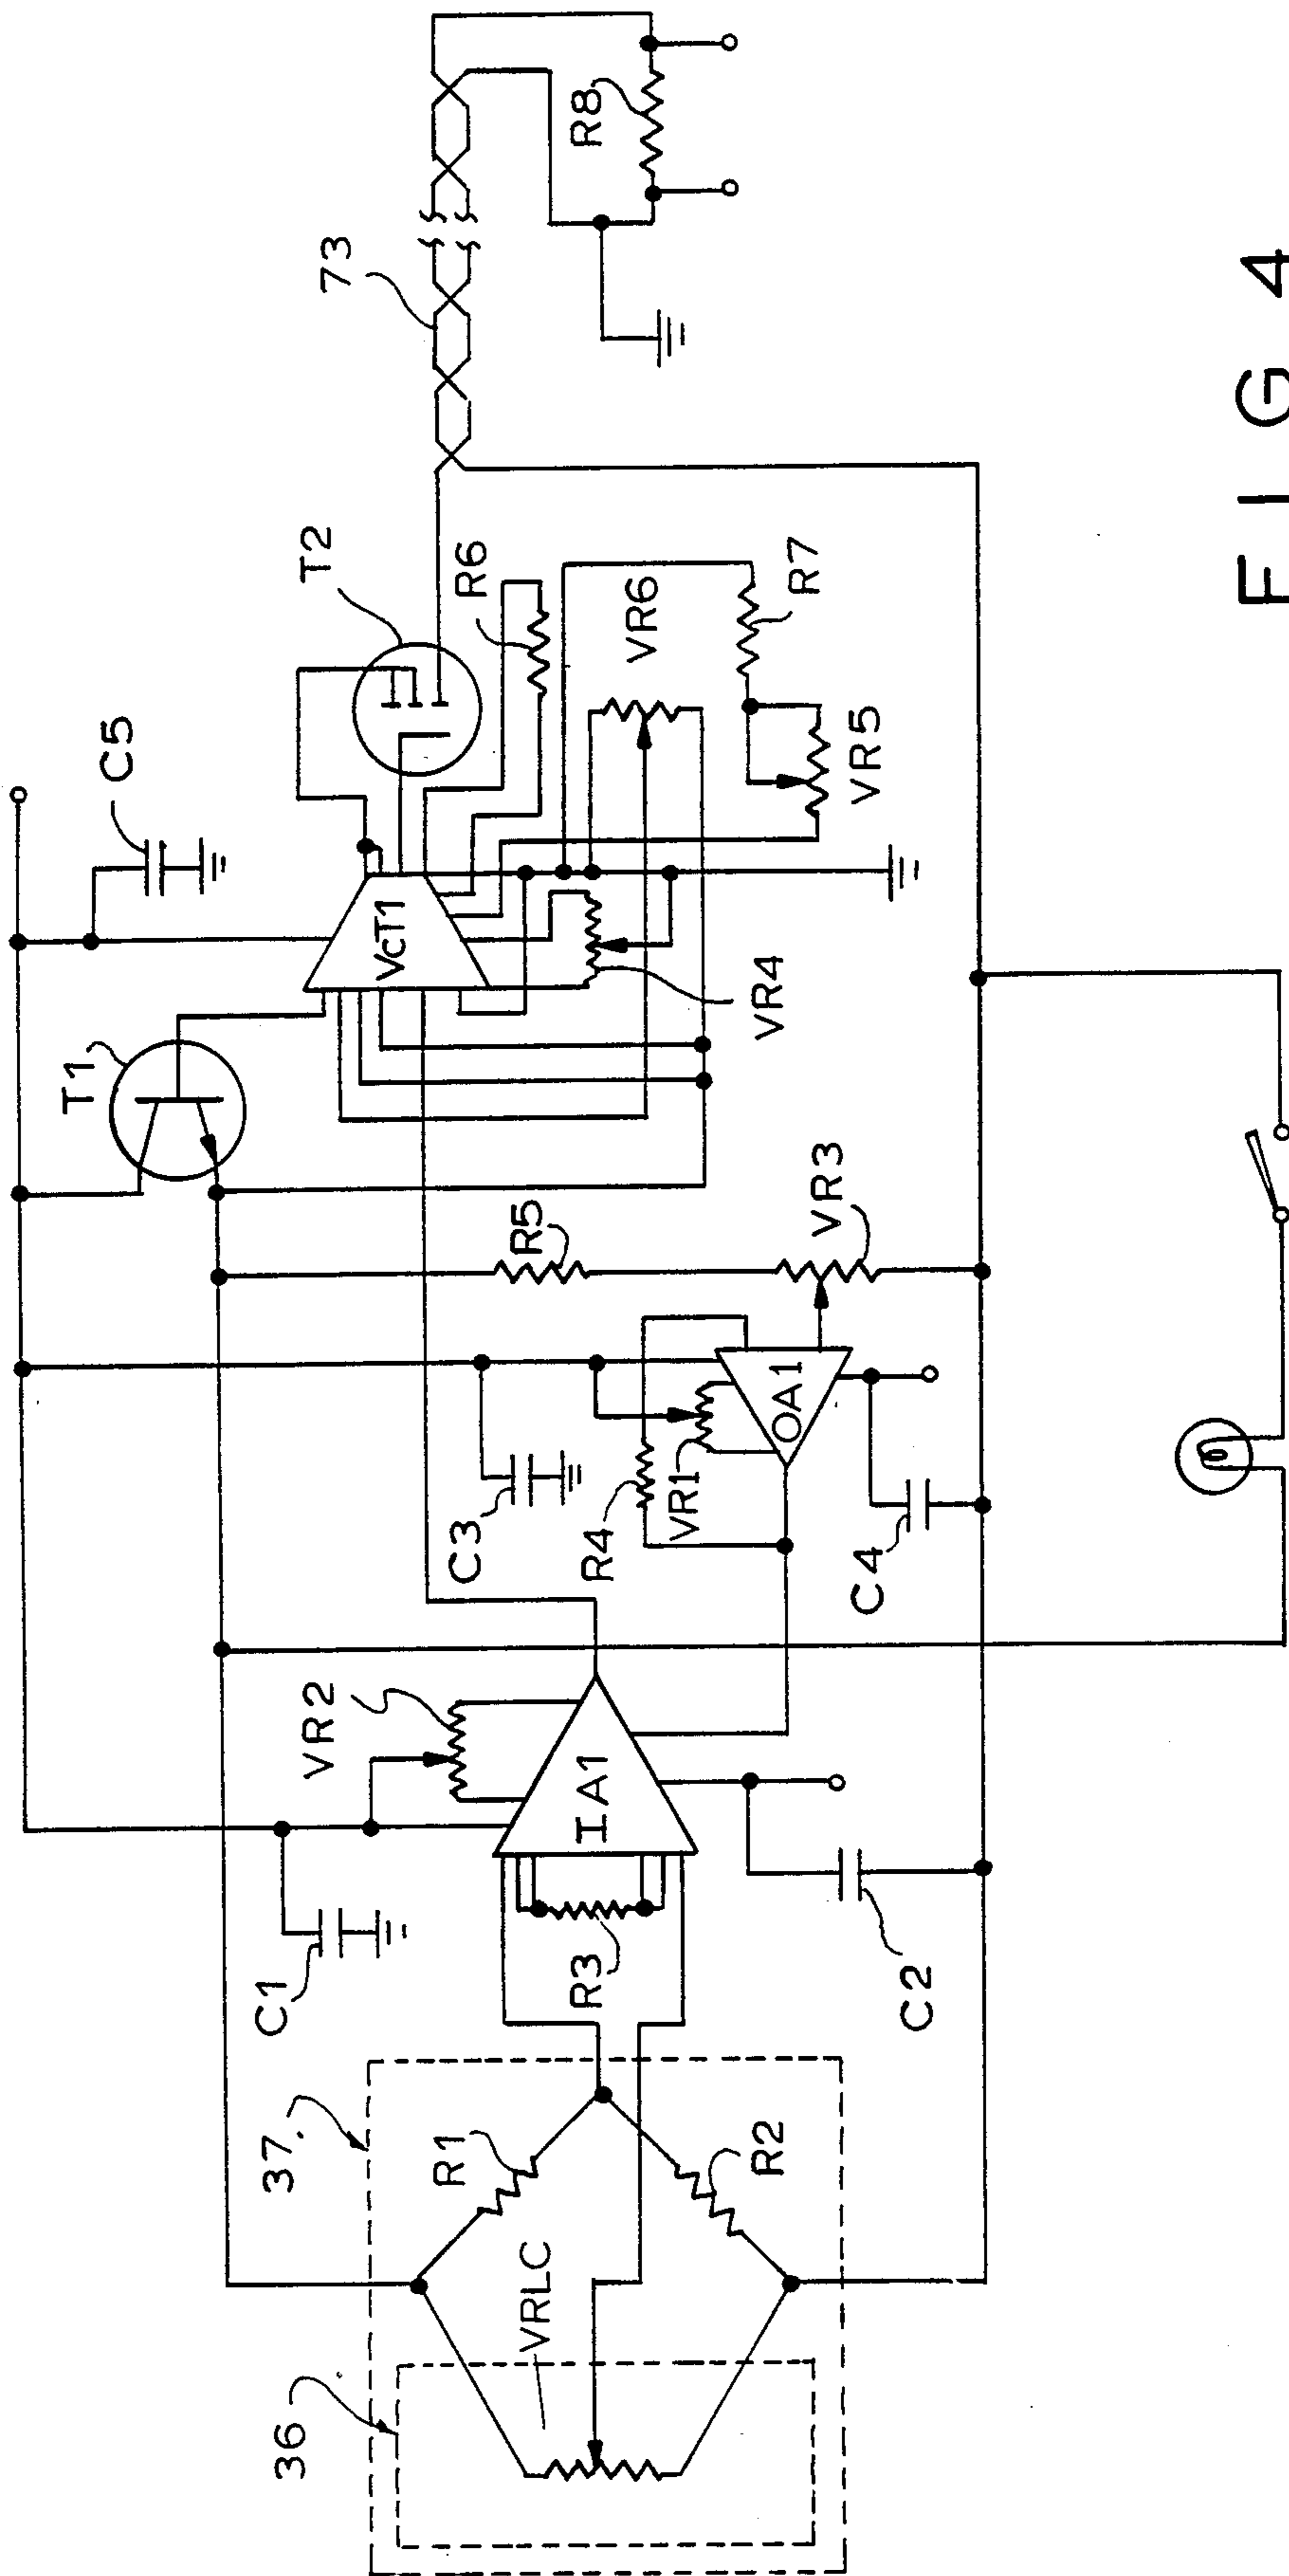 36
37.
VRLC
R1
R2
C1
R3
C2
VR2
IA1
C3
R4
VR1
OA1
C4
R5
VR3
T1
VCT1
VR4
C5
T2
R6
VR6
VR5
R7
73
R8
FIG 4